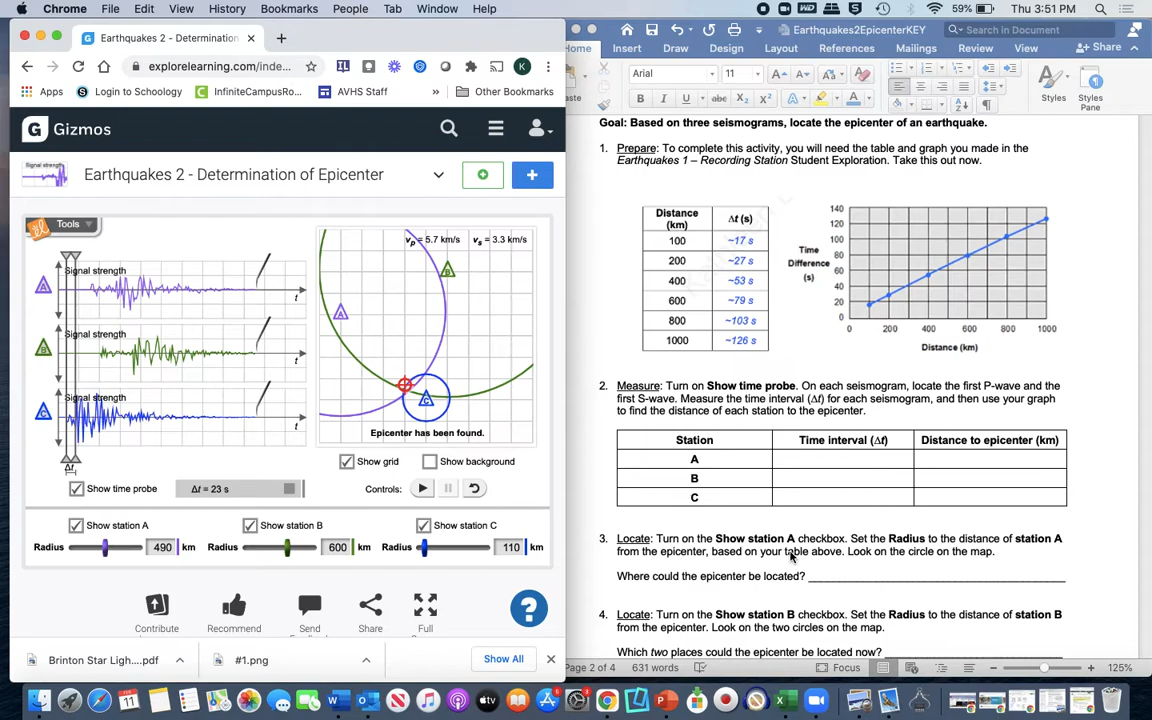 Chrome File Edit View History Bookmarks People Tab Window Help 59% Thu 3:51 PM
Earthquakes 2 - Determination
explorelearning.com/inde...
K
Apps Login to Schoology InfiniteCampusRo... AVHS Staff » Other Bookmarks
Gizmos
Signal strength
Earthquakes 2 - Determination of Epicenter
Tools
A
Signal strength
t
B
Signal strength
t
C
Signal strength
t
Δt
vp = 5.7 km/s vs = 3.3 km/s
B
A
C
Epicenter has been found.
Show grid Show background
Show time probe Δt = 23 s Controls:
Show station A Show station B Show station C
Radius 490 km Radius 600 km Radius 110 km
Contribute Recommend Send Share Full
?
Brinton Star Ligh....pdf #1.png Show All
Earthquakes2EpicenterKEY Search in Document
Home Insert Draw Design Layout References Mailings Review View Share
Paste Arial 11 Styles Styles Pane
B I U abc X2 X2 A A
Goal: Based on three seismograms, locate the epicenter of an earthquake.
1. Prepare: To complete this activity, you will need the table and graph you made in the
Earthquakes 1 – Recording Station Student Exploration. Take this out now.
Distance (km) Δt (s)
100 ~17 s
200 ~27 s
400 ~53 s
600 ~79 s
800 ~103 s
1000 ~126 s
Time Difference (s)
140
120
100
80
60
40
20
0
0 200 400 600 800 1000
Distance (km)
2. Measure: Turn on Show time probe. On each seismogram, locate the first P-wave and the
first S-wave. Measure the time interval (Δt) for each seismogram, and then use your graph
to find the distance of each station to the epicenter.
Station Time interval (Δt) Distance to epicenter (km)
A
B
C
3. Locate: Turn on the Show station A checkbox. Set the Radius to the distance of station A
from the epicenter, based on your table above. Look on the circle on the map.
Where could the epicenter be located?
4. Locate: Turn on the Show station B checkbox. Set the Radius to the distance of station B
from the epicenter. Look on the two circles on the map.
Which two places could the epicenter be located now?
Page 2 of 4 631 words Focus 125%